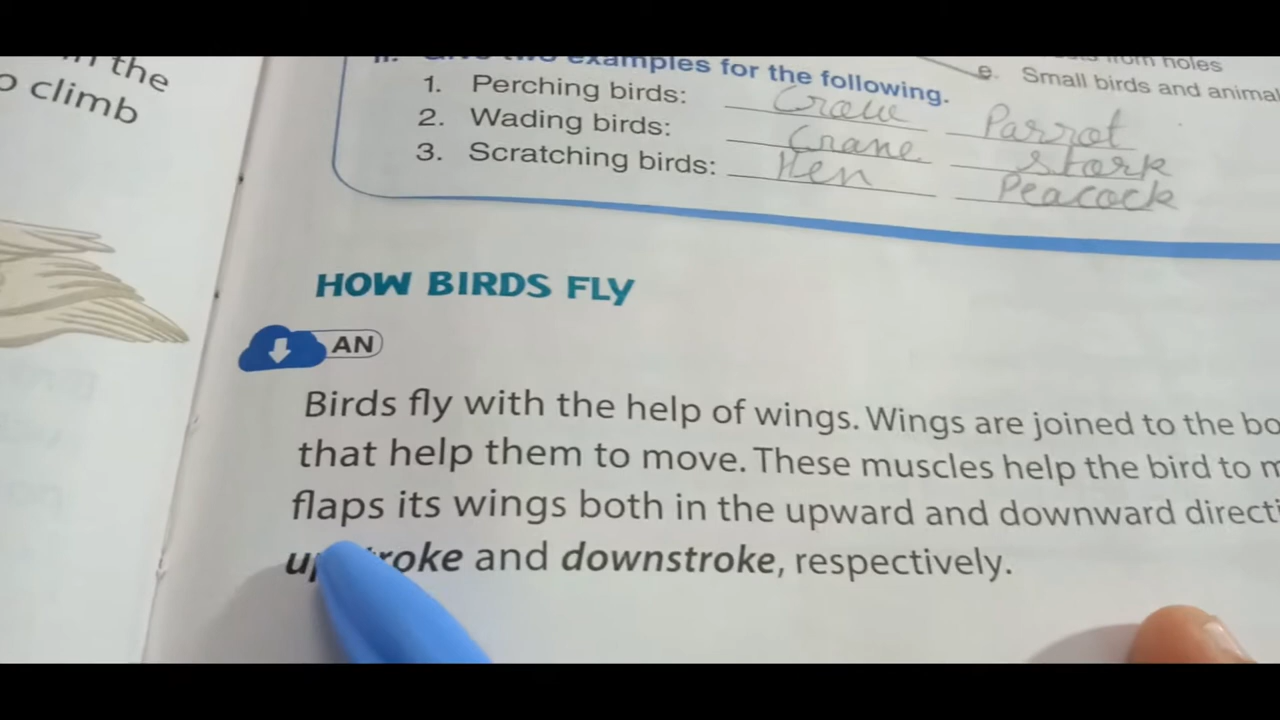 the
o climb
examples for the following.
1. Perching birds: Crow Parrot
2. Wading birds: Crane Stork
3. Scratching birds: Hen Peacock
from holes
e. Small birds and animal
HOW BIRDS FLY
AN
Birds fly with the help of wings. Wings are joined to the bo
that help them to move. These muscles help the bird to m
flaps its wings both in the upward and downward directi
upstroke and downstroke, respectively.